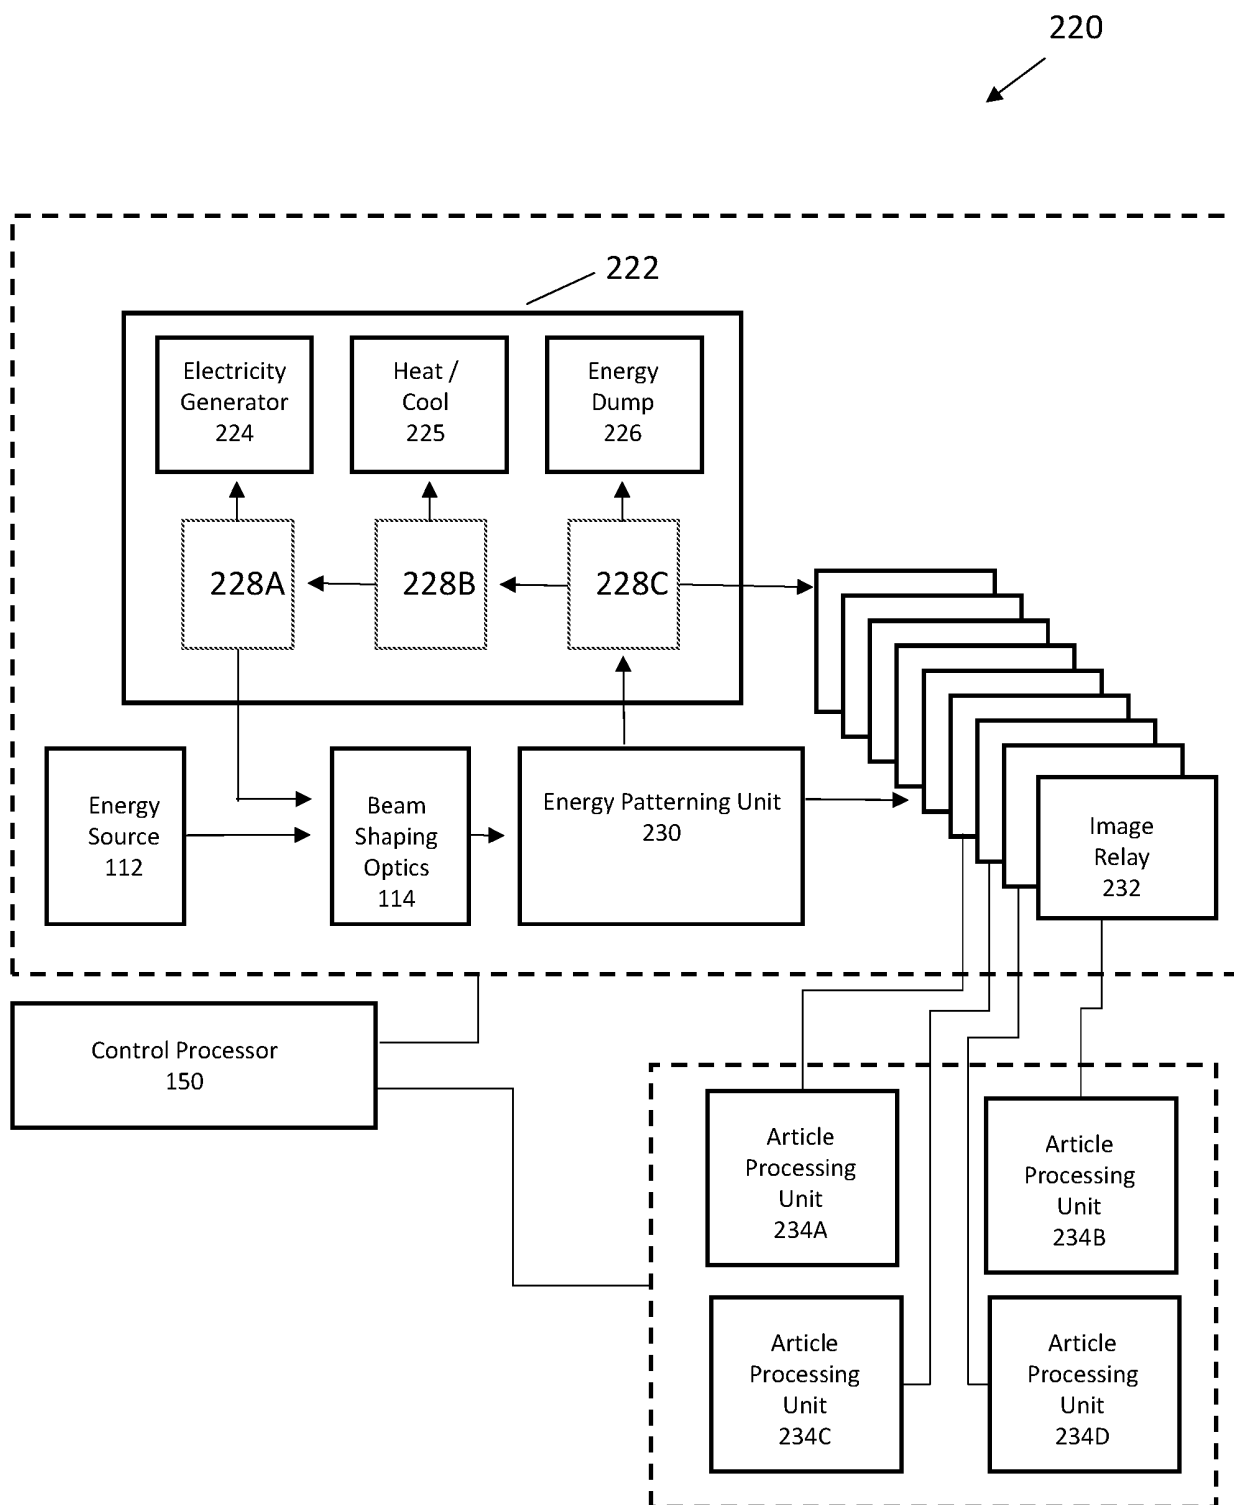 220
222
Electricity
Generator
224
Heat /
Cool
225
Energy
Dump
226
228A
228B
228C
Energy
Source
112
Beam
Shaping
Optics
114
Energy Patterning Unit
230
Image
Relay
232
Control Processor
150
Article
Processing
Unit
234A
Article
Processing
Unit
234B
Article
Processing
Unit
234C
Article
Processing
Unit
234D